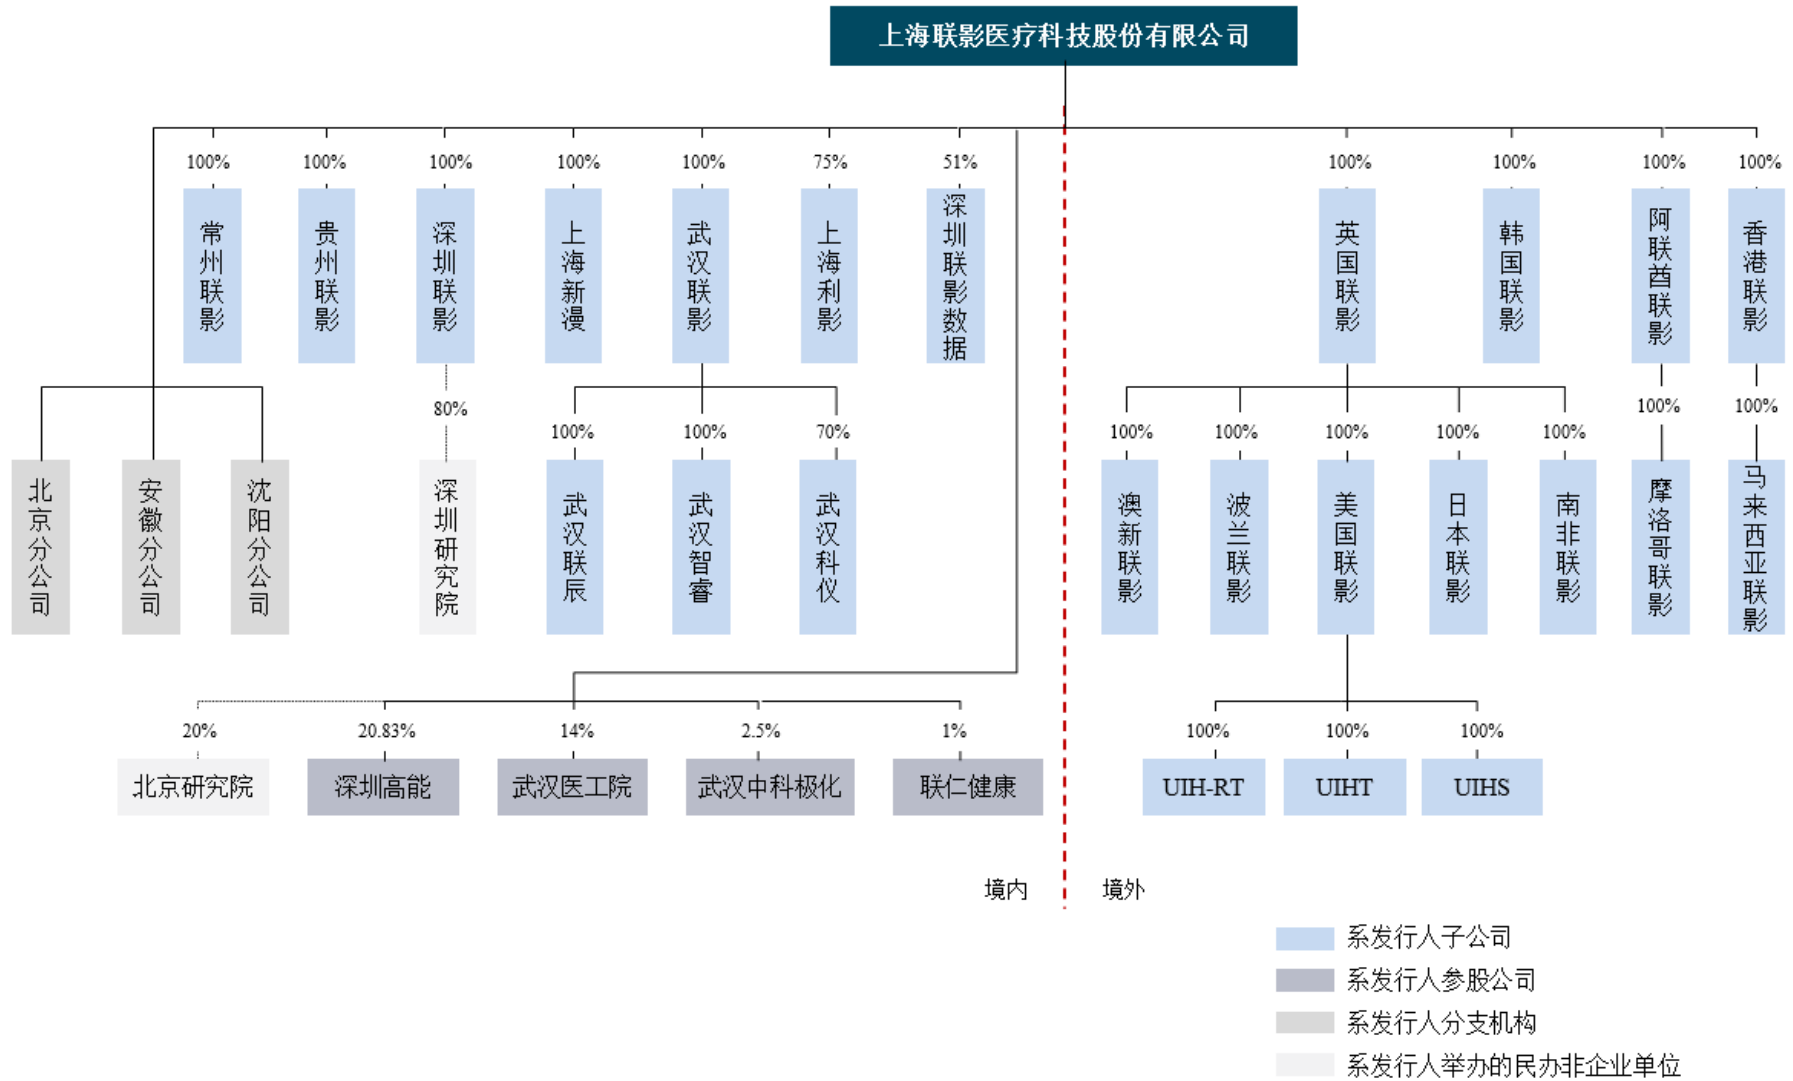 上海联影医疗科技股份有限公司
100%
100%
100%
100%
100%
75%
51%
100%
100%
100%
100%
常州联影
贵州联影
深圳联影
上海新漫
武汉联影
上海利影
深圳联影数据
英国联影
韩国联影
阿联酋联影
香港联影
80%
100%
100%
70%
100%
100%
100%
100%
100%
100%
100%
北京分公司
安徽分公司
沈阳分公司
深圳研究院
武汉联辰
武汉智睿
武汉科仪
澳新联影
波兰联影
美国联影
日本联影
南非联影
摩洛哥联影
马来西亚联影
20%
20.83%
14%
2.5%
1%
100%
100%
100%
北京研究院
深圳高能
武汉医工院
武汉中科极化
联仁健康
UIH-RT
UIHT
UIHS
境内
境外
系发行人子公司
系发行人参股公司
系发行人分支机构
系发行人举办的民办非企业单位